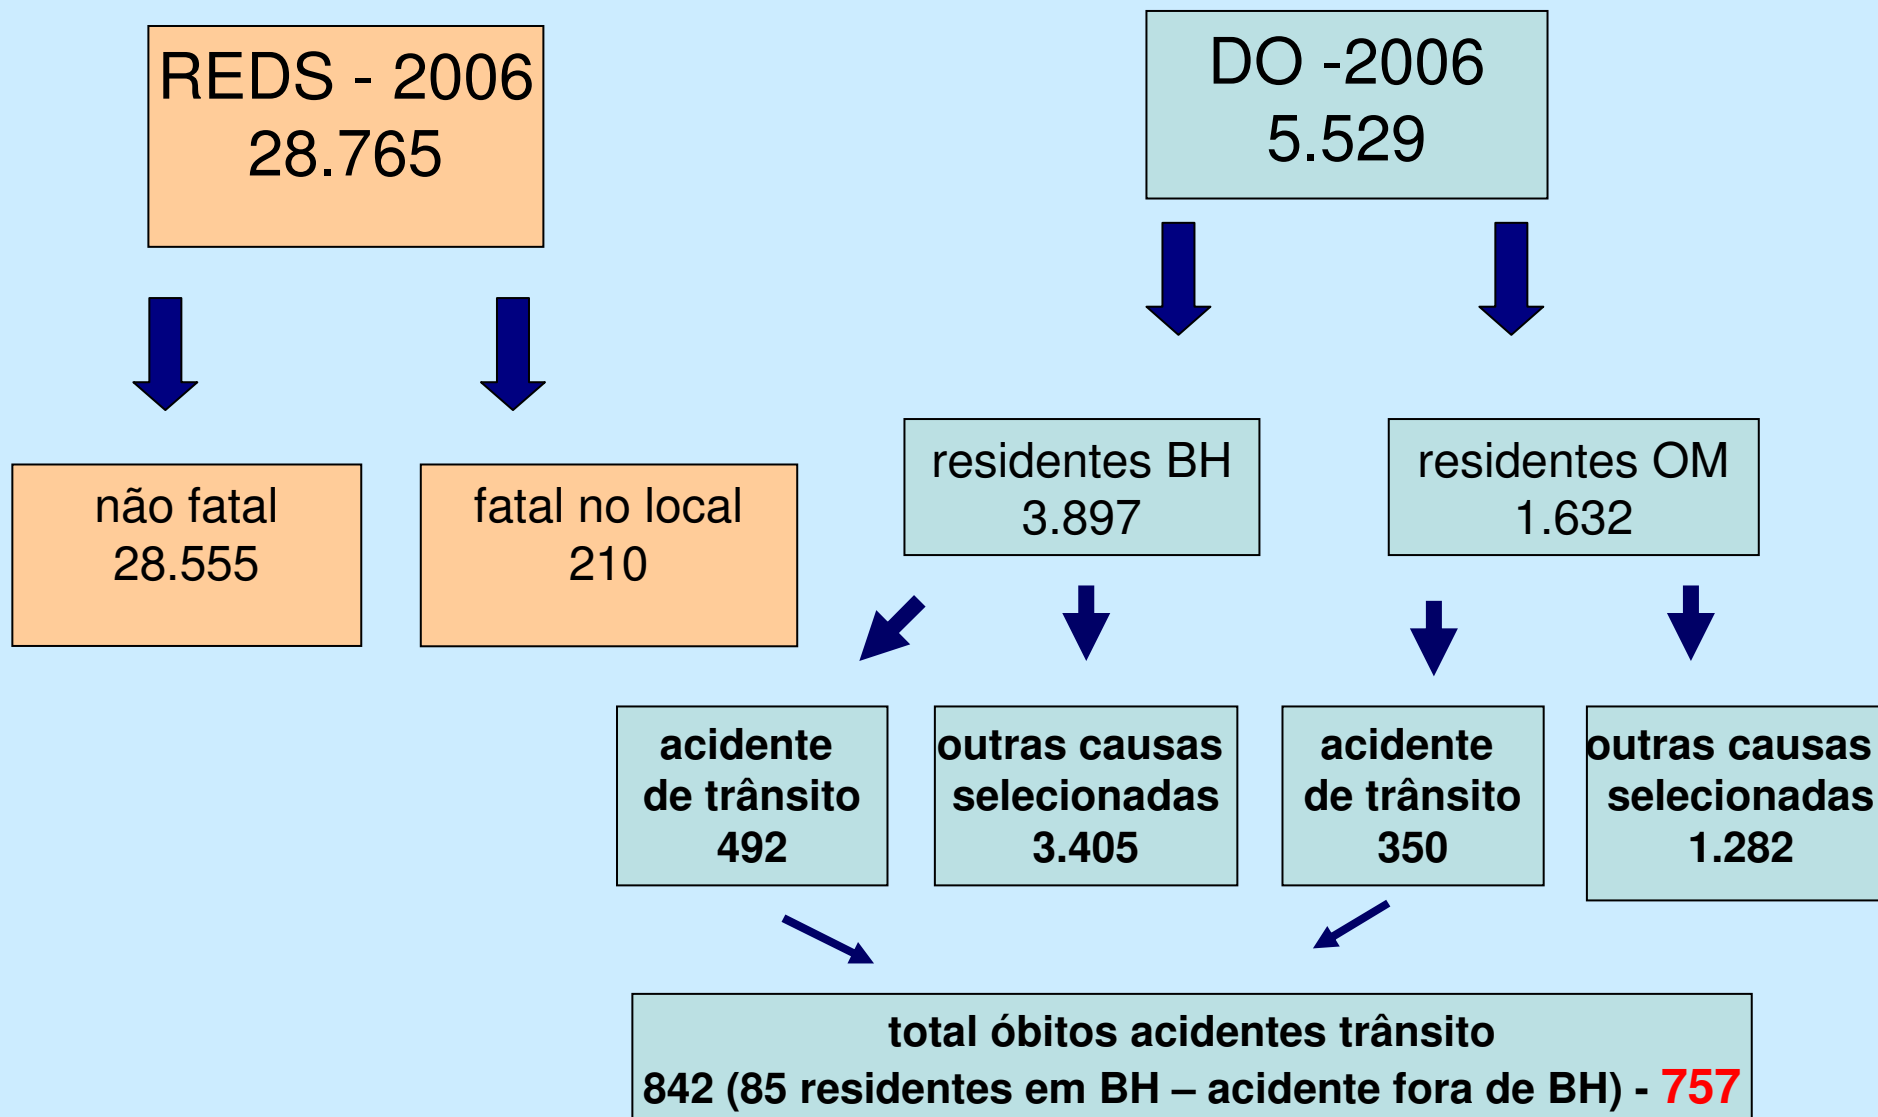 REDS - 2006
28.765
DO -2006
5.529
não fatal
28.555
fatal no local
210
residentes BH
3.897
residentes OM
1.632
acidente
de trânsito
492
outras causas
selecionadas
3.405
acidente
de trânsito
350
outras causas
selecionadas
1.282
total óbitos acidentes trânsito
842 (85 residentes em BH – acidente fora de BH) - 757